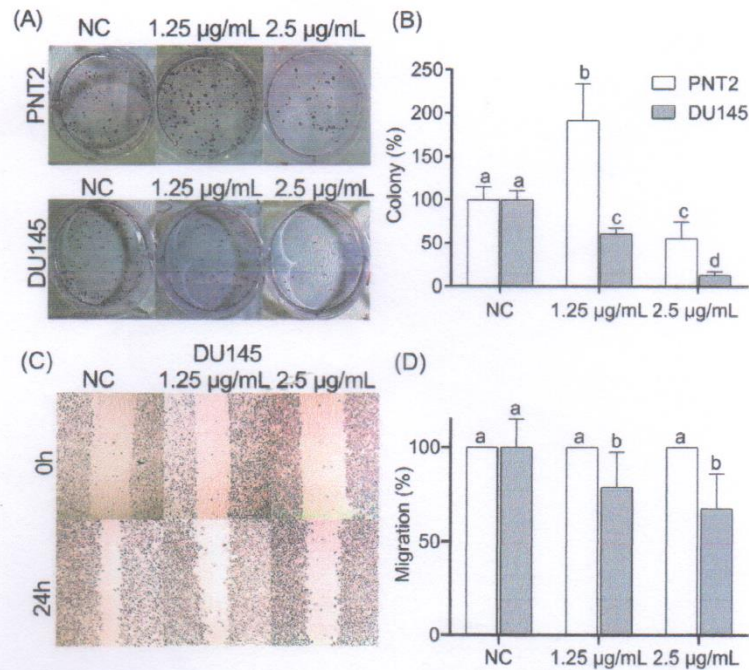 (A)
NC 1.25 µg/mL 2.5 µg/mL
PNT2
NC 1.25 µg/mL 2.5 µg/mL
DU145
(B)
250
200
150
100
50
0
Colony (%)
a a b c c d
PNT2
DU145
NC 1.25 µg/mL 2.5 µg/mL
(C)
DU145
NC 1.25 µg/mL 2.5 µg/mL
0h
24h
(D)
100
50
0
Migration (%)
a a a b a b
NC 1.25 µg/mL 2.5 µg/mL